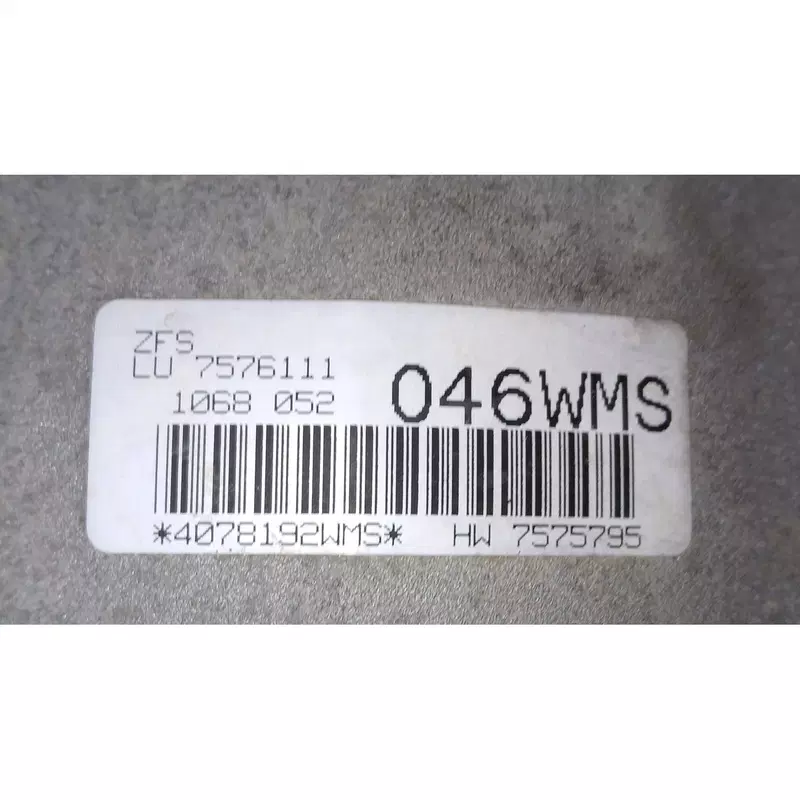 ZFS
LU 7576111
1068 052
046WMS
*4078192WMS* HW 7575795